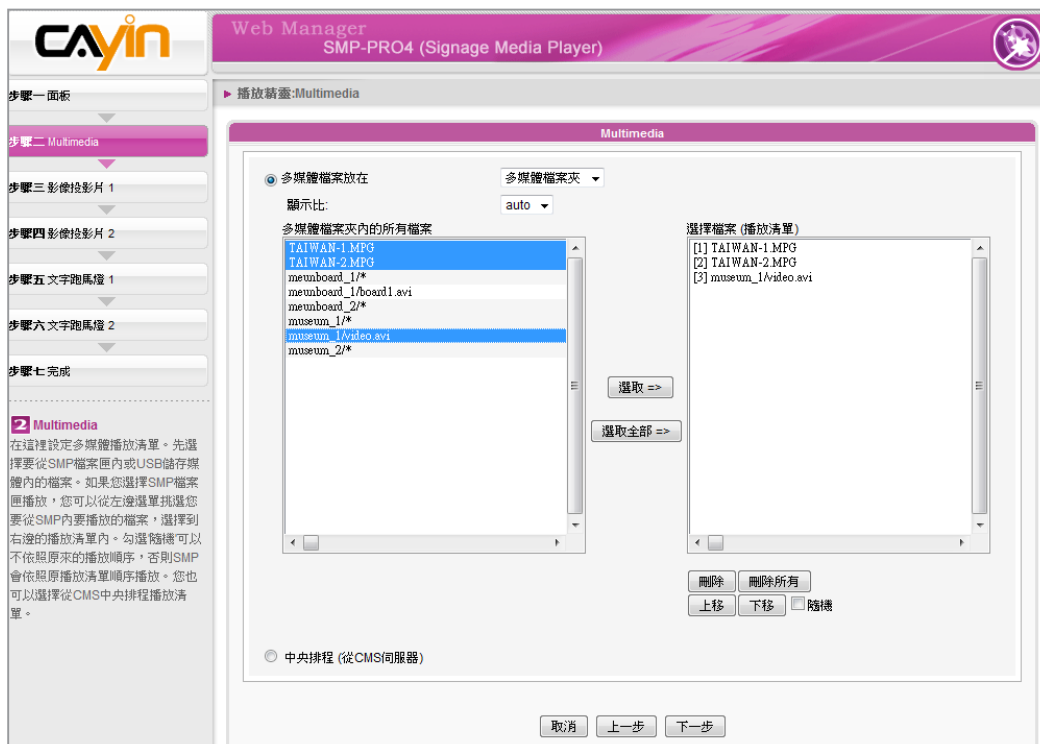 CAYIN
Web Manager
SMP-PRO4 (Signage Media Player)
步驟一 面板
步驟二 Multimedia
步驟三 影像投影片 1
步驟四 影像投影片 2
步驟五 文字跑馬燈 1
步驟六 文字跑馬燈 2
步驟七 完成
2 Multimedia
在這裡設定多媒體播放清單。先選
擇要從SMP檔案匣內或USB儲存媒
體內的檔案。如果您選擇SMP檔案
匣播放，您可以從左邊選單挑選您
要從SMP內要播放的檔案，選擇到
右邊的播放清單內。勾選'隨機'可以
不依照原來的播放順序，否則SMP
會依照原播放清單順序播放。您也
可以選擇從CMS中央排程播放清
單。
播放精靈:Multimedia
Multimedia
多媒體檔案放在 多媒體檔案夾
顯示比: auto
多媒體檔案夾內的所有檔案
TAIWAN-1.MPG
TAIWAN-2.MPG
meunboard_1/*
meunboard_1/board1.avi
meunboard_2/*
museum_1/*
museum_1/video.avi
museum_2/*
選取 =>
選取全部 =>
選擇檔案 (播放清單)
[1] TAIWAN-1.MPG
[2] TAIWAN-2.MPG
[3] museum_1/video.avi
刪除 刪除所有
上移 下移 隨機
中央排程 (從CMS伺服器)
取消 上一步 下一步